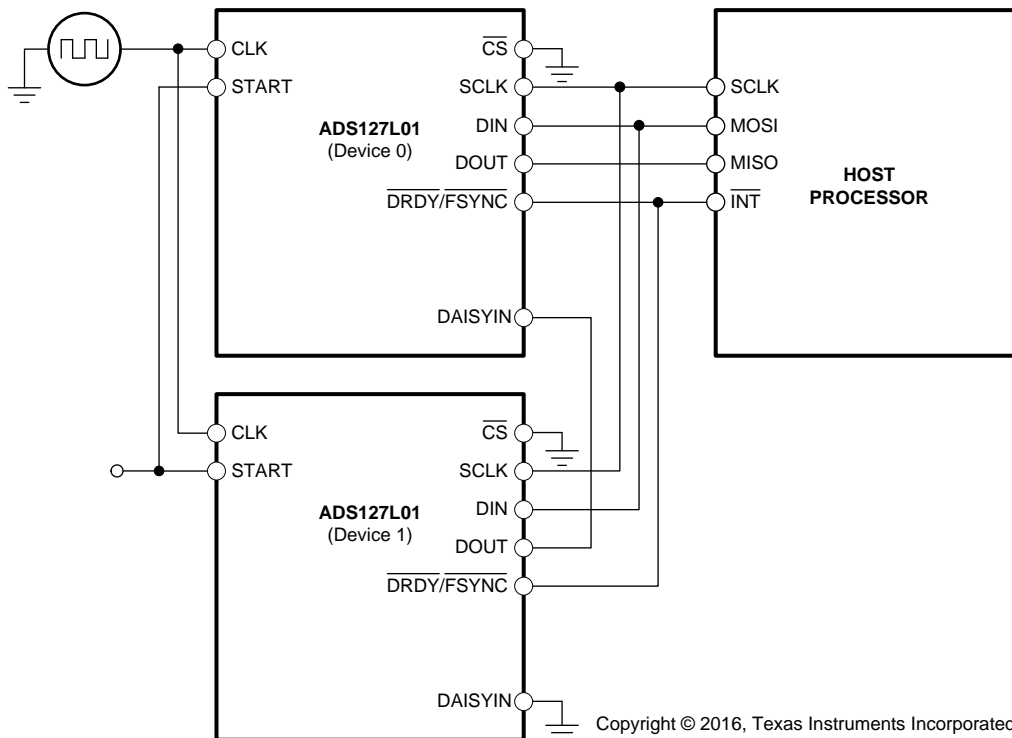 CLK
START
ADS127L01
(Device 0)
CS
SCLK
DIN
DOUT
DRDY/FSYNC
DAISYIN
SCLK
MOSI
MISO
INT
HOST
PROCESSOR
CLK
START
ADS127L01
(Device 1)
CS
SCLK
DIN
DOUT
DRDY/FSYNC
DAISYIN
Copyright © 2016, Texas Instruments Incorporated